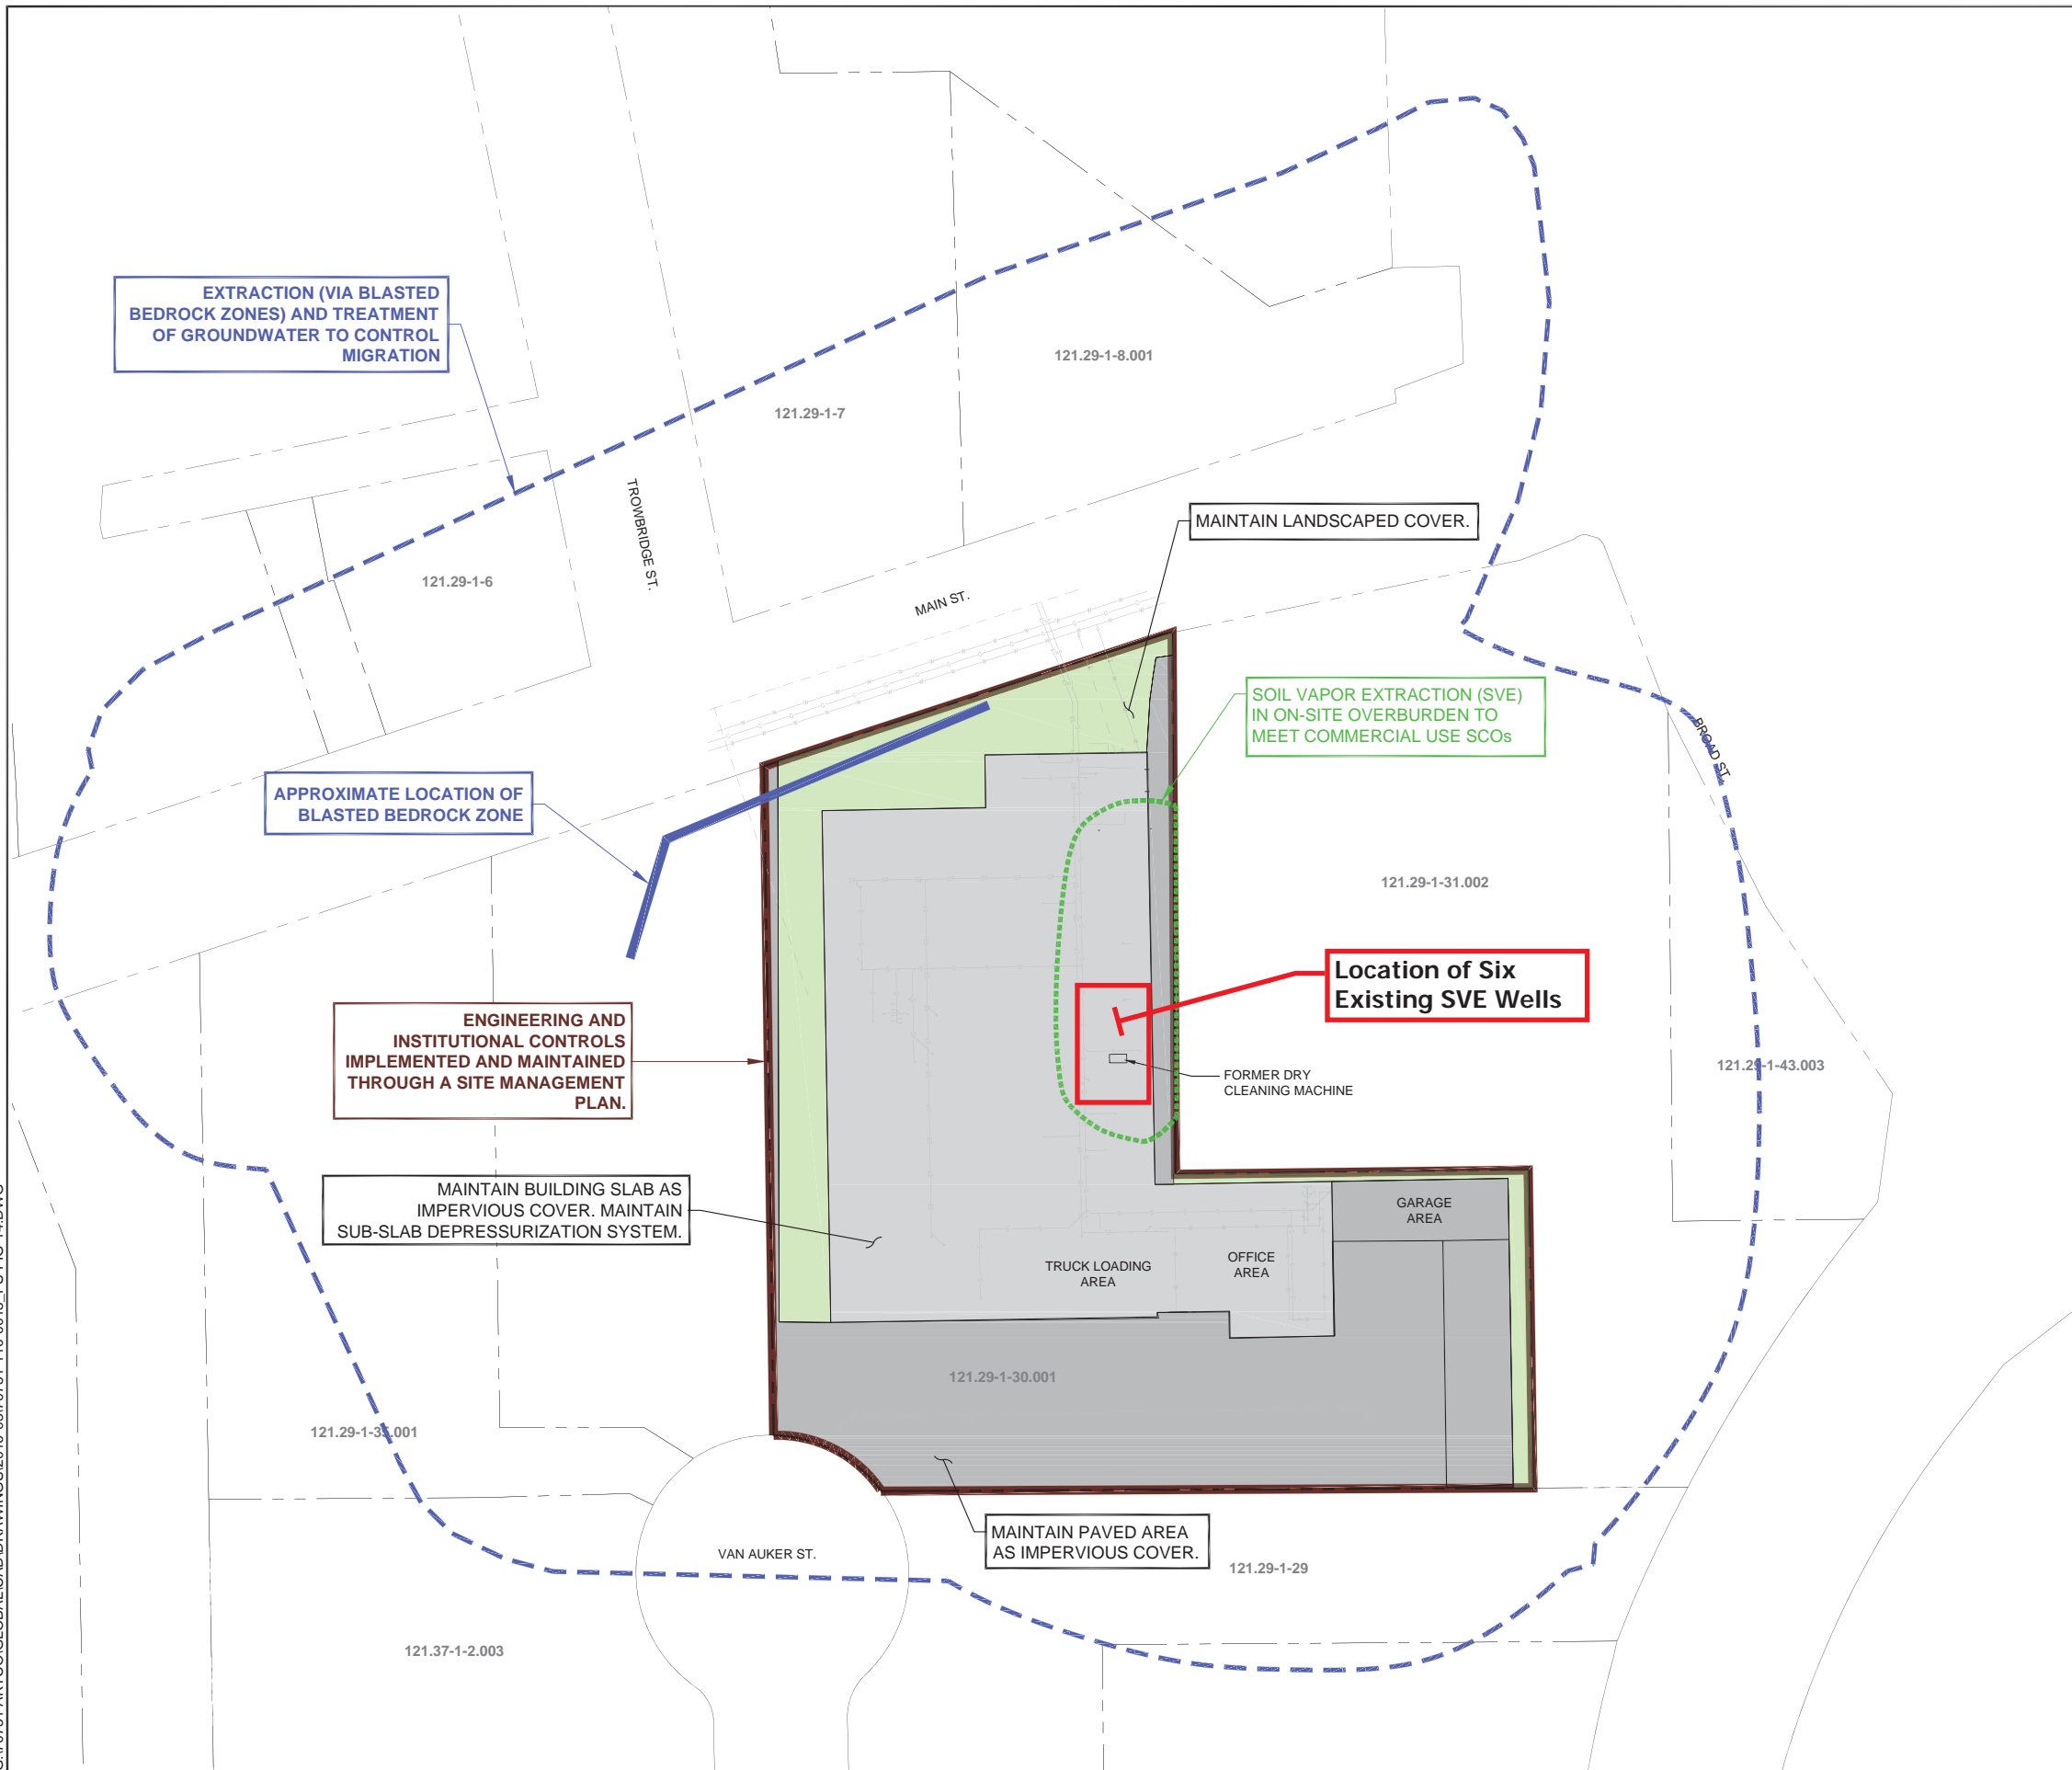 EXTRACTION (VIA BLASTED
BEDROCK ZONES) AND TREATMENT
OF GROUNDWATER TO CONTROL
MIGRATION
121.29-1-8.001
121.29-1-7
TROWBRIDGE ST.
MAINTAIN LANDSCAPED COVER.
121.29-1-6
MAIN ST.
SOIL VAPOR EXTRACTION (SVE)
IN ON-SITE OVERBURDEN TO
MEET COMMERCIAL USE SCOs
BROAD ST.
APPROXIMATE LOCATION OF
BLASTED BEDROCK ZONE
121.29-1-31.002
Location of Six
Existing SVE Wells
ENGINEERING AND
INSTITUTIONAL CONTROLS
IMPLEMENTED AND MAINTAINED
THROUGH A SITE MANAGEMENT
PLAN.
121.29-1-43.003
FORMER DRY
CLEANING MACHINE
MAINTAIN BUILDING SLAB AS
IMPERVIOUS COVER. MAINTAIN
SUB-SLAB DEPRESSURIZATION SYSTEM.
GARAGE
AREA
TRUCK LOADING
AREA
OFFICE
AREA
121.29-1-30.001
121.29-1-35.001
MAINTAIN PAVED AREA
AS IMPERVIOUS COVER.
VAN AUKER ST.
121.29-1-29
121.37-1-2.003